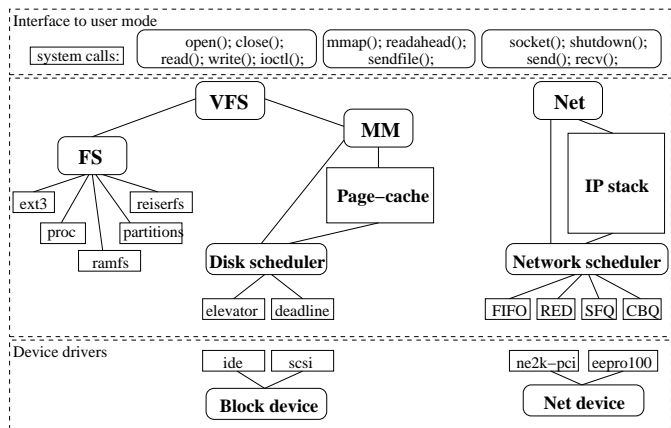 Interface to user mode
system calls:
open(); close();
read(); write(); ioctl();
mmap(); readahead();
sendfile();
socket(); shutdown();
send(); recv();
VFS
Net
MM
FS
IP stack
Page-cache
ext3
reiserfs
proc
partitions
ramfs
Disk scheduler
Network scheduler
elevator
deadline
FIFO
RED
SFQ
CBQ
Device drivers
ide
scsi
ne2k-pci
eepro100
Block device
Net device